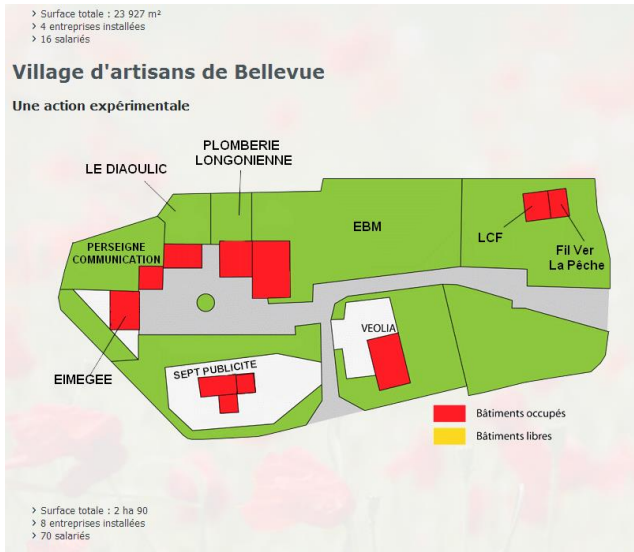 > Surface totale : 23 927 m²
> 4 entreprises installées
> 16 salariés
Village d'artisans de Bellevue
Une action expérimentale
PLOMBERIE
LONGONIENNE
LE DIAOULIC
EBM
PERSEIGNE
COMMUNICATION
LCF
Fil Ver
La Pêche
VEOLIA
EIMEGEE
SEPT PUBLICITE
Bâtiments occupés
Bâtiments libres
> Surface totale : 2 ha 90
> 8 entreprises installées
> 70 salariés